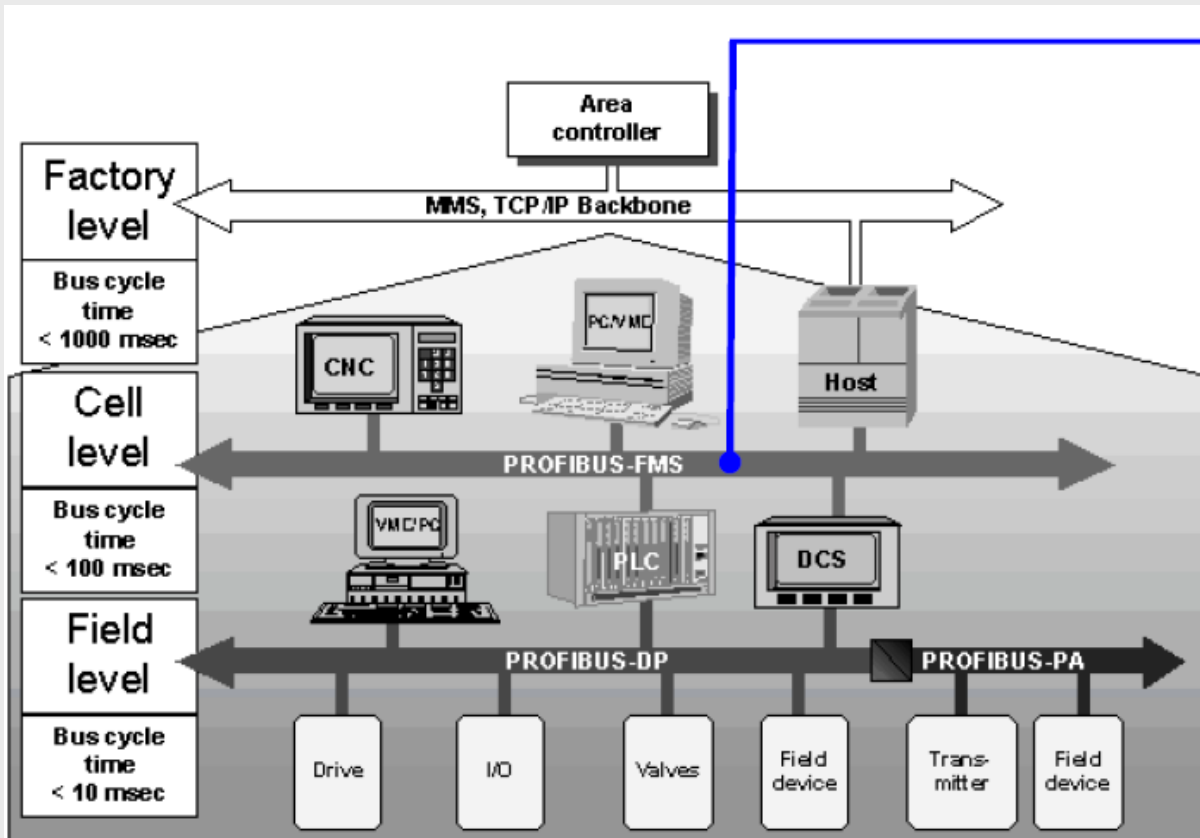 Area
controller
Factory
level
MMS, TCP/IP Backbone
Bus cycle
time
< 1000 msec
CNC
PC/VME
Host
Cell
level
PROFIBUS-FMS
Bus cycle
time
< 100 msec
VME/PC
PLC
DCS
Field
level
PROFIBUS-DP
PROFIBUS-PA
Bus cycle
time
< 10 msec
Drive
I/O
Valves
Field
device
Trans-
mitter
Field
device